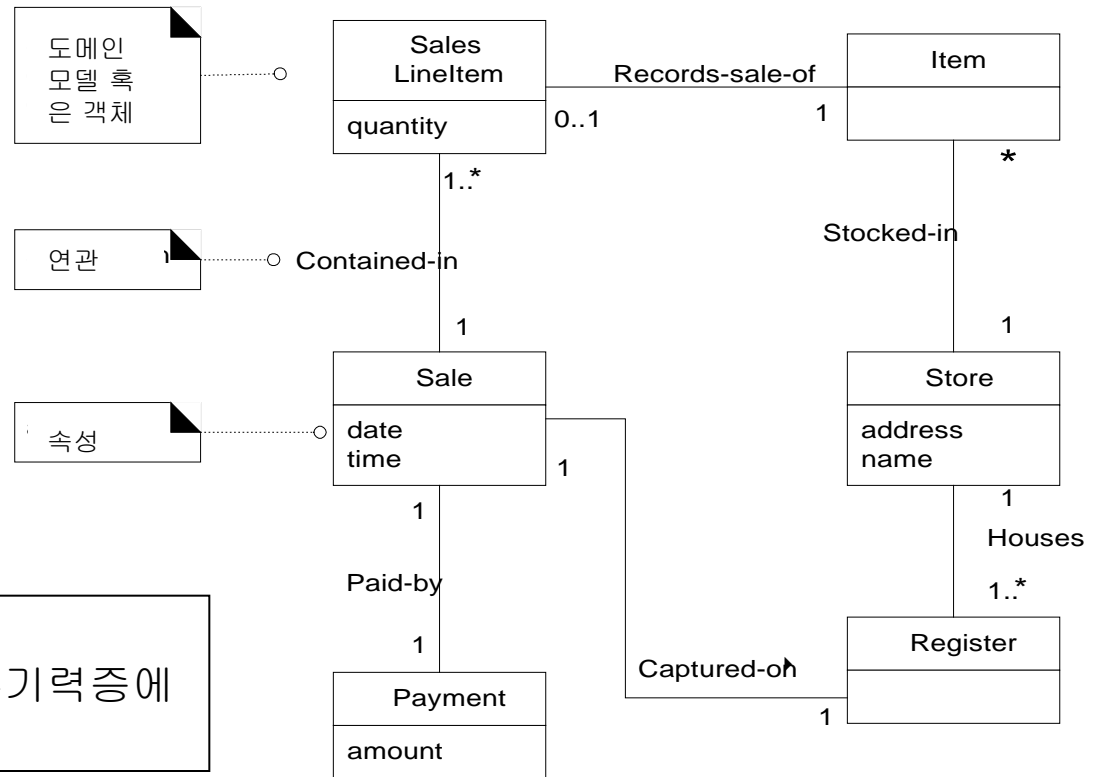 도메인
모델 혹
은 객체
Sales
LineItem
quantity
Records-sale-of
0..1
1
Item
*
1..*
Stocked-in
연관
Contained-in
1
1
Sale
date
time
Store
address
name
속성
1
1
1
Houses
Paid-by
1..*
1
Payment
amount
Captured-on
1
Register
기력증에